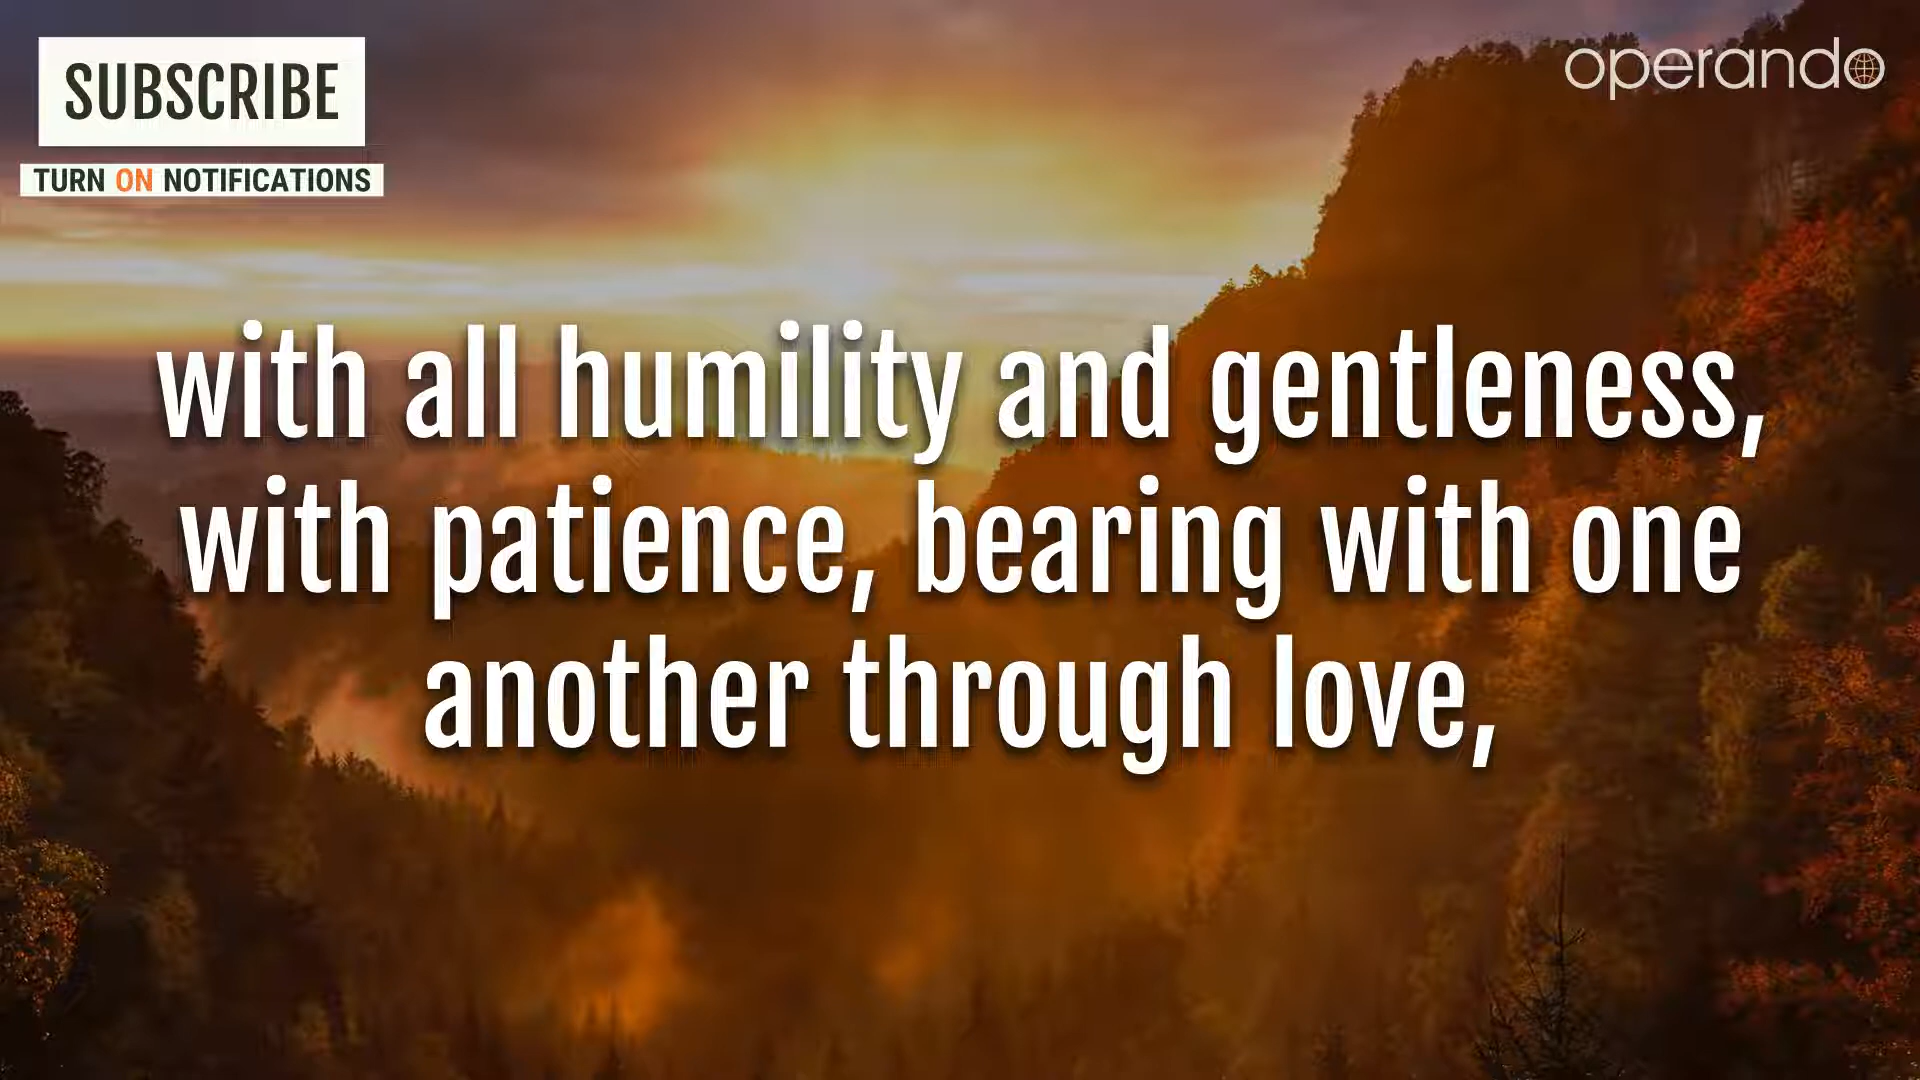 SUBSCRIBE
TURN ON NOTIFICATIONS
operando
with all humility and gentleness,
with patience, bearing with one
another through love,